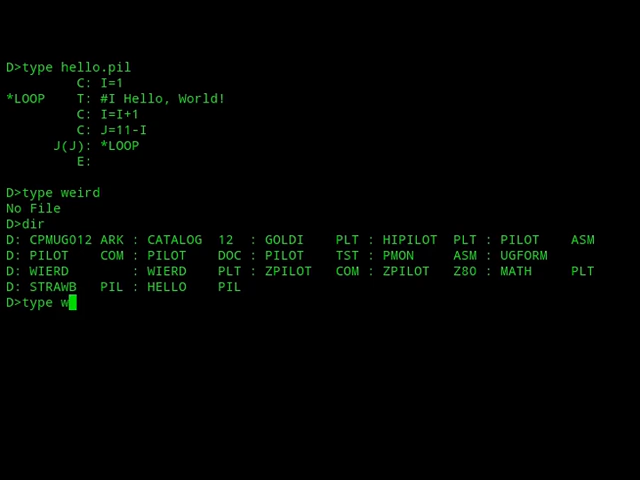 D>type hello.pil
         C: I=1
*LOOP    T: #I Hello, World!
         C: I=I+1
         C: J=11-I
      J(J): *LOOP
         E:
D>type weird
No File
D>dir
D: CPMUG012 ARK : CATALOG  12  : GOLDI    PLT : HIPILOT  PLT : PILOT    ASM
D: PILOT    COM : PILOT    DOC : PILOT    TST : PMON     ASM : UGFORM
D: WIERD        : WIERD    PLT : ZPILOT   COM : ZPILOT   Z80 : MATH     PLT
D: STRAWB   PIL : HELLO    PIL
D>type w